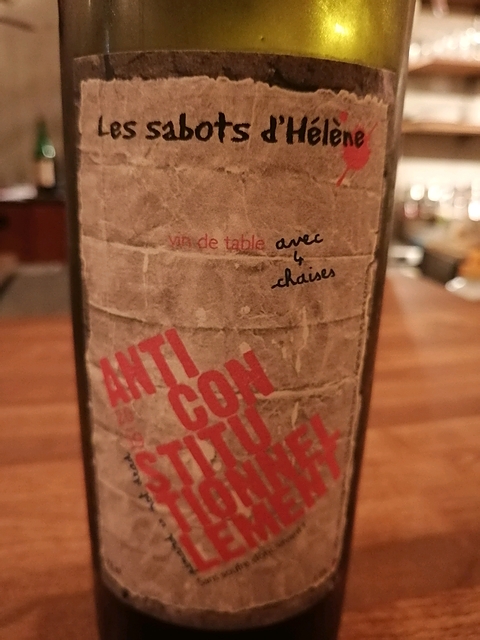 Les sabots d'Hélène
vin de table avec
4
chaises
ANTI
CON
STITU
TIONNEL
LEMENT